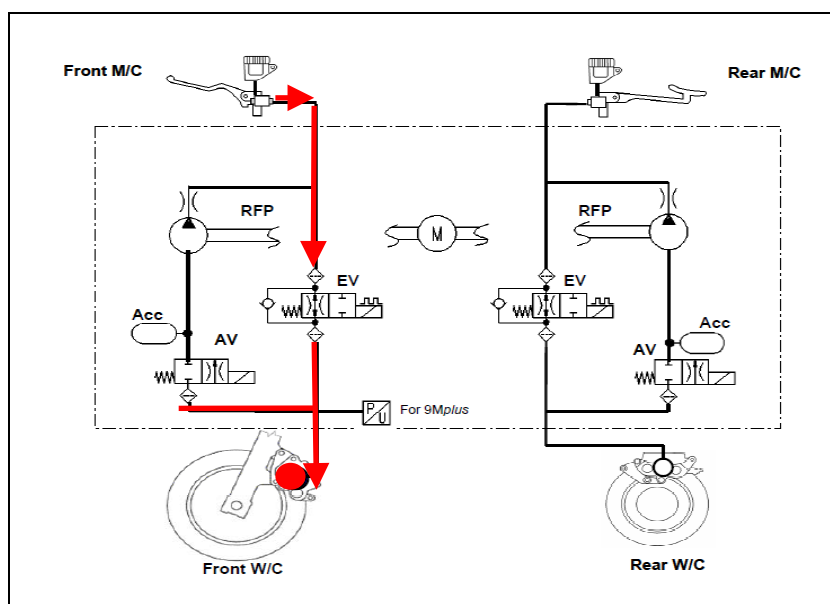 Front M/C
Rear M/C
RFP
M
RFP
EV
EV
Acc
Acc
AV
AV
P/U
For 9Mplus
Front W/C
Rear W/C